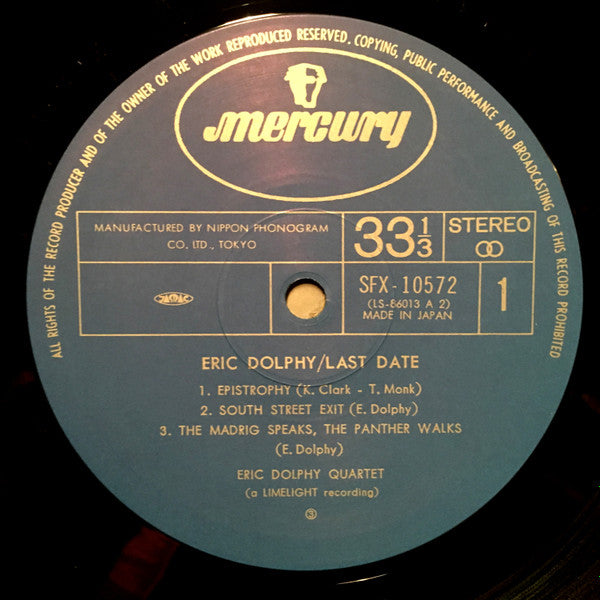 ALL RIGHTS OF THE RECORD PRODUCER AND OF THE OWNER OF THE WORK REPRODUCED RESERVED. COPYING, PUBLIC PERFORMANCE AND BROADCASTING OF THIS RECORD PROHIBITED
mercury
MANUFACTURED BY NIPPON PHONOGRAM
CO. LTD., TOKYO
33 1/3
STEREO
SFX-10572
(LS-86013 A 2)
MADE IN JAPAN
1
ERIC DOLPHY/LAST DATE
1. EPISTROPHY (K. Clark - T. Monk)
2. SOUTH STREET EXIT (E. Dolphy)
3. THE MADRIG SPEAKS, THE PANTHER WALKS
(E. Dolphy)
ERIC DOLPHY QUARTET
(a LIMELIGHT recording)
③